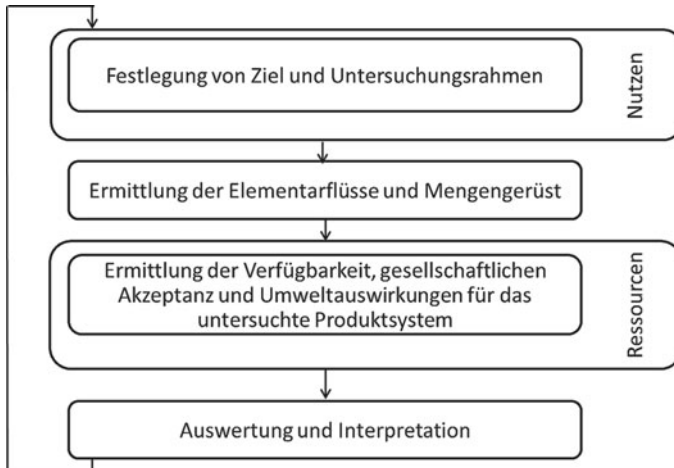 Festlegung von Ziel und Untersuchungsrahmen
Nutzen
Ermittlung der Elementarflüsse und Mengengerüst
Ermittlung der Verfügbarkeit, gesellschaftlichen
Akzeptanz und Umweltauswirkungen für das
untersuchte Produktsystem
Ressourcen
Auswertung und Interpretation